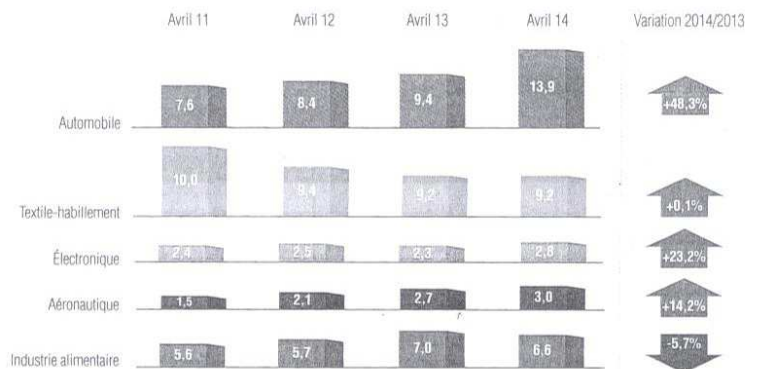 Avril 11 Avril 12 Avril 13 Avril 14 Variation 2014/2013
Automobile 7,6 8,4 9,4 13,9 +48,3%
Textile-habillement 10,0 9,4 9,2 9,2 +0,1%
Électronique 2,4 2,5 2,3 2,8 +23,2%
Aéronautique 1,5 2,1 2,7 3,0 +14,2%
Industrie alimentaire 5,6 5,7 7,0 6,6 -5,7%